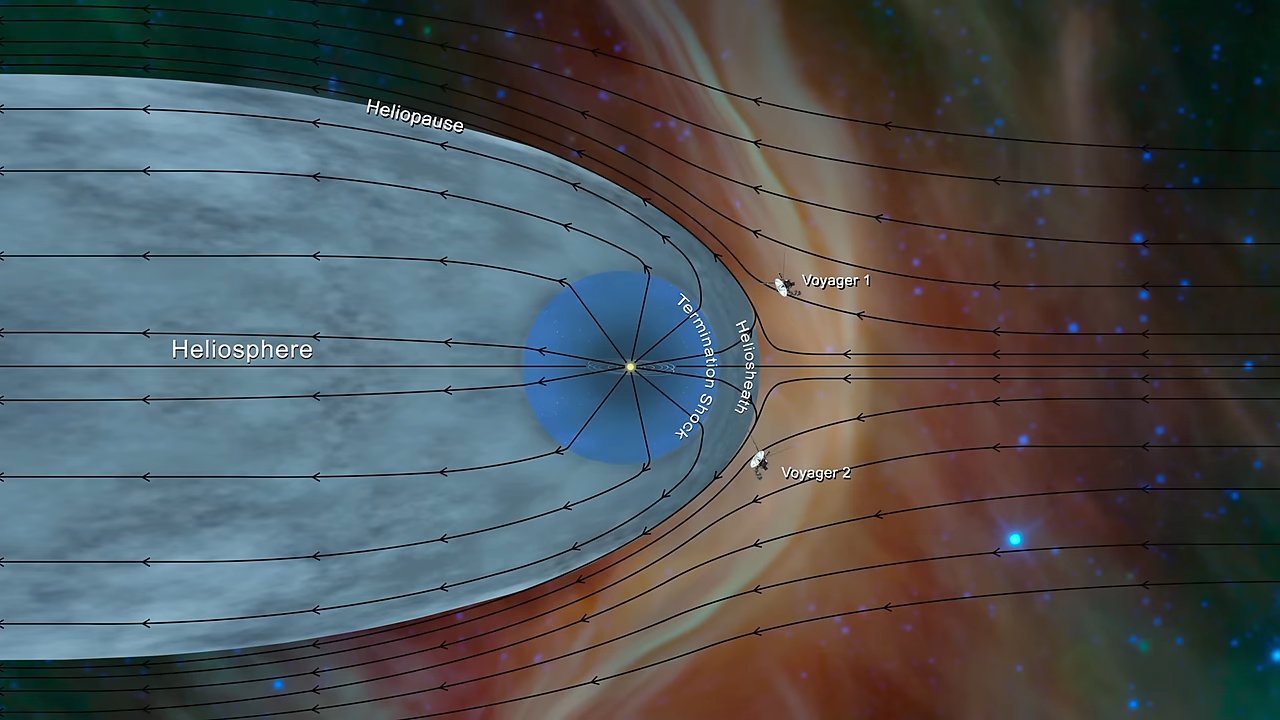 Heliopause
Voyager 1
Termination Shock
Heliosheath
Heliosphere
Voyager 2